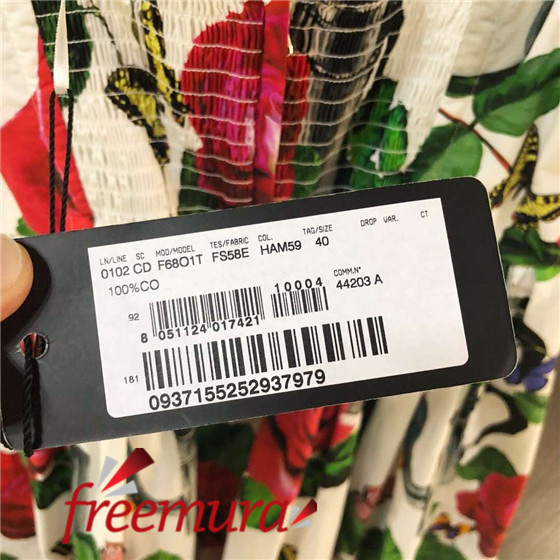 LN/LINE SC MOD/MODEL TES/FABRIC COL. TAG/SIZE DROP VAR. CT
0102 CD F68O1T FS58E HAM59 40
100%CO
10004 COMM.N°
92 44203 A
8 051124 017421
181
0937155252937979
freemura